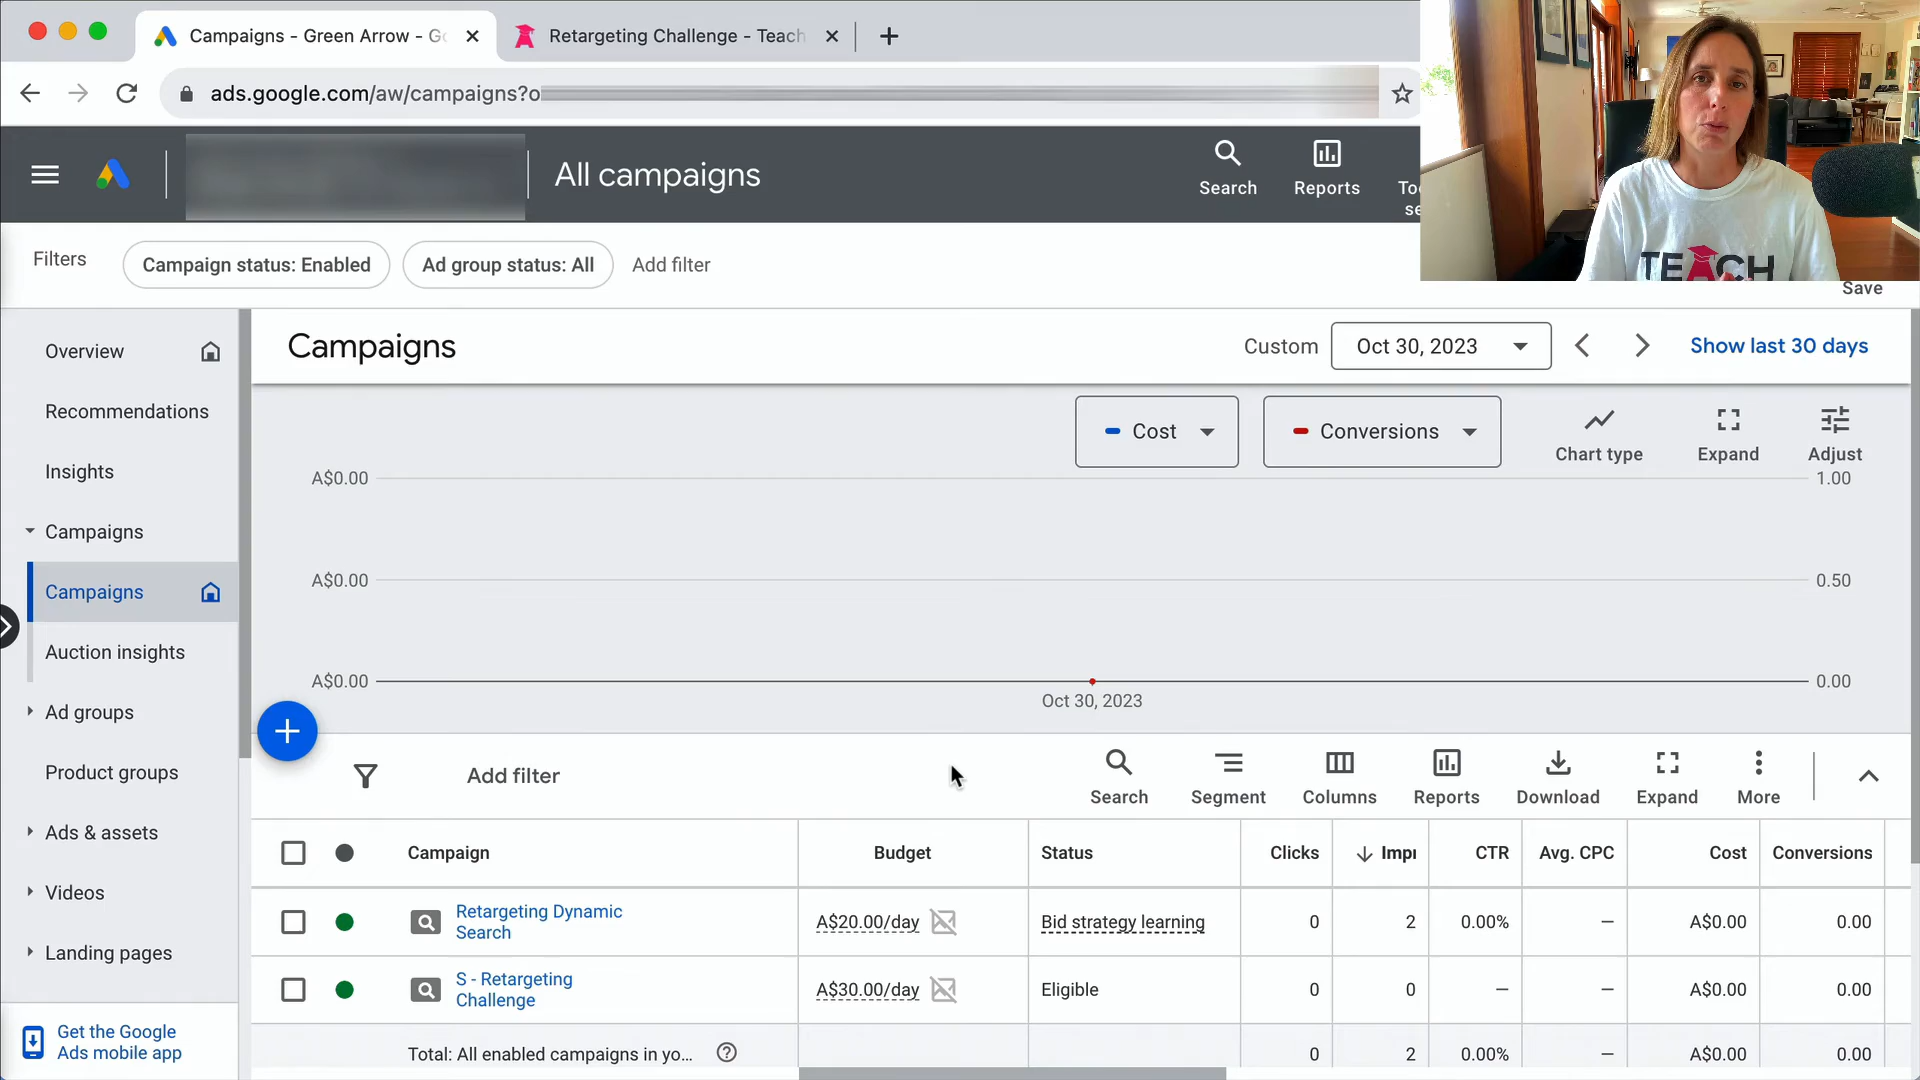 Campaigns - Green Arrow - Go
Retargeting Challenge - Teach
ads.google.com/aw/campaigns?o
All campaigns
Search
Reports
TEACH
Filters
Campaign status: Enabled
Ad group status: All
Add filter
Save
Overview
Recommendations
Insights
Campaigns
Campaigns
Auction insights
Ad groups
Product groups
Ads & assets
Videos
Landing pages
Get the Google
Ads mobile app
Campaigns
Custom
Oct 30, 2023
Show last 30 days
Cost
Conversions
Chart type
Expand
Adjust
A$0.00
1.00
A$0.00
0.50
A$0.00
0.00
Oct 30, 2023
Add filter
Search
Segment
Columns
Reports
Download
Expand
More
Campaign Budget Status Clicks Impr CTR Avg. CPC Cost Conversions
Retargeting Dynamic
Search
A$20.00/day Bid strategy learning 0 2 0.00% — A$0.00 0.00
S - Retargeting
Challenge
A$30.00/day Eligible 0 0 — — A$0.00 0.00
Total: All enabled campaigns in yo... 0 2 0.00% — A$0.00 0.00